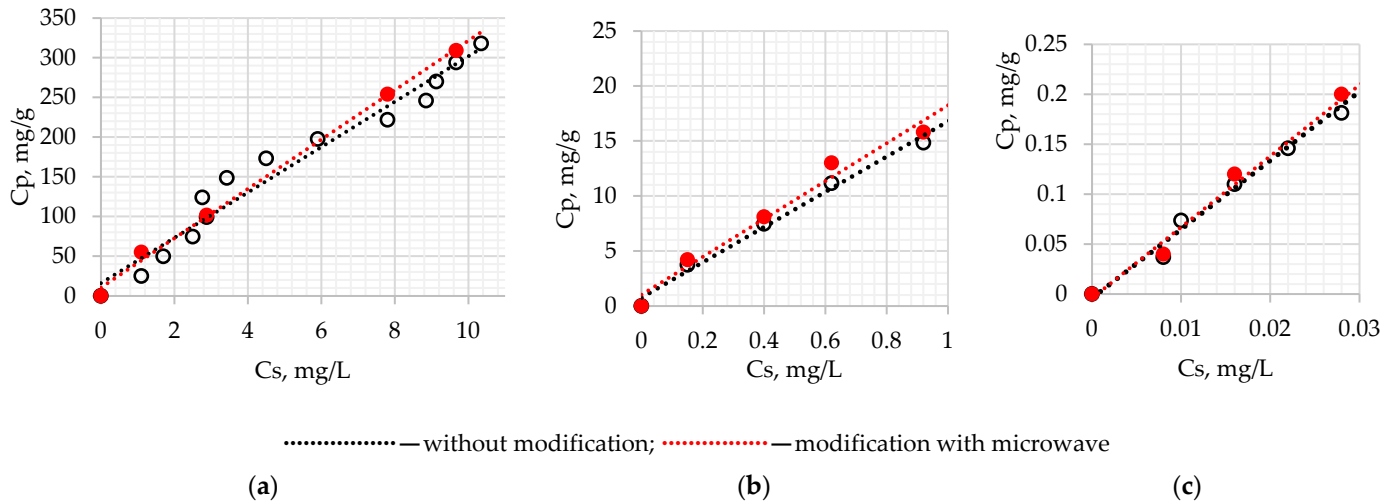 350
300
250
200
150
100
50
0
Cp, mg/g
0 2 4 6 8 10
Cs, mg/L
25
20
15
10
5
0
Cp, mg/g
0 0.2 0.4 0.6 0.8 1
Cs, mg/L
0.25
0.2
0.15
0.1
0.05
0
Cp, mg/g
0 0.01 0.02 0.03
Cs, mg/L
—without modification; —modification with microwave
(a) (b) (c)